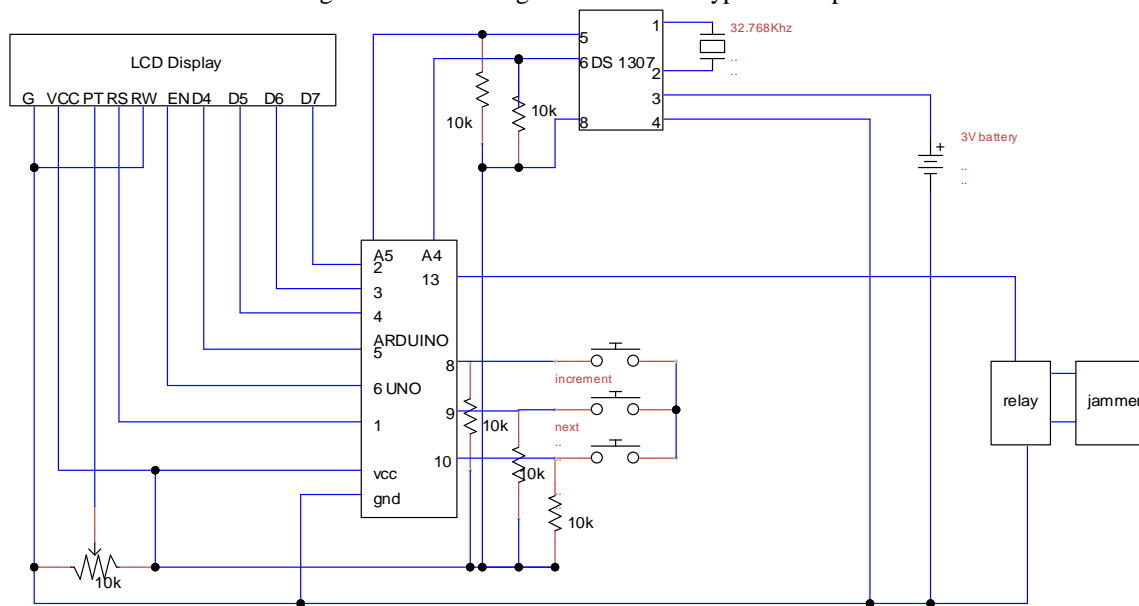 1
5
32.768Khz
..
..
LCD Display
6 DS 1307
2
G VCC PT RS RW EN D4 D5 D6 D7
3
10k
10k
8
4
3V battery
+
..
..
A5 A4
2
13
3
4
ARDUINO
5
8
6 UNO
increment
relay
jammer
9
10k
1
next
..
10
vcc
10k
gnd
..
10k
10k